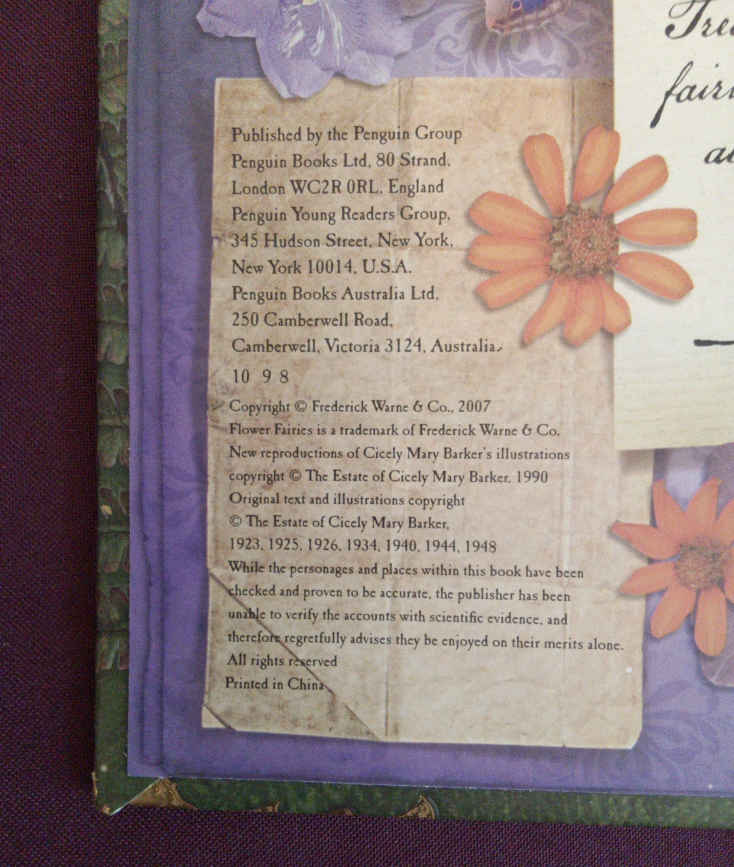 Published by the Penguin Group
Penguin Books Ltd, 80 Strand,
London WC2R 0RL, England
Penguin Young Readers Group,
345 Hudson Street, New York,
New York 10014, U.S.A.
Penguin Books Australia Ltd,
250 Camberwell Road,
Camberwell, Victoria 3124, Australia
10 9 8
Copyright © Frederick Warne & Co., 2007
Flower Fairies is a trademark of Frederick Warne & Co.
New reproductions of Cicely Mary Barker's illustrations
copyright © The Estate of Cicely Mary Barker, 1990
Original text and illustrations copyright
© The Estate of Cicely Mary Barker,
1923, 1925, 1926, 1934, 1940, 1944, 1948
While the personages and places within this book have been
checked and proven to be accurate, the publisher has been
unable to verify the accounts with scientific evidence, and
therefore regretfully advises they be enjoyed on their merits alone.
All rights reserved
Printed in China